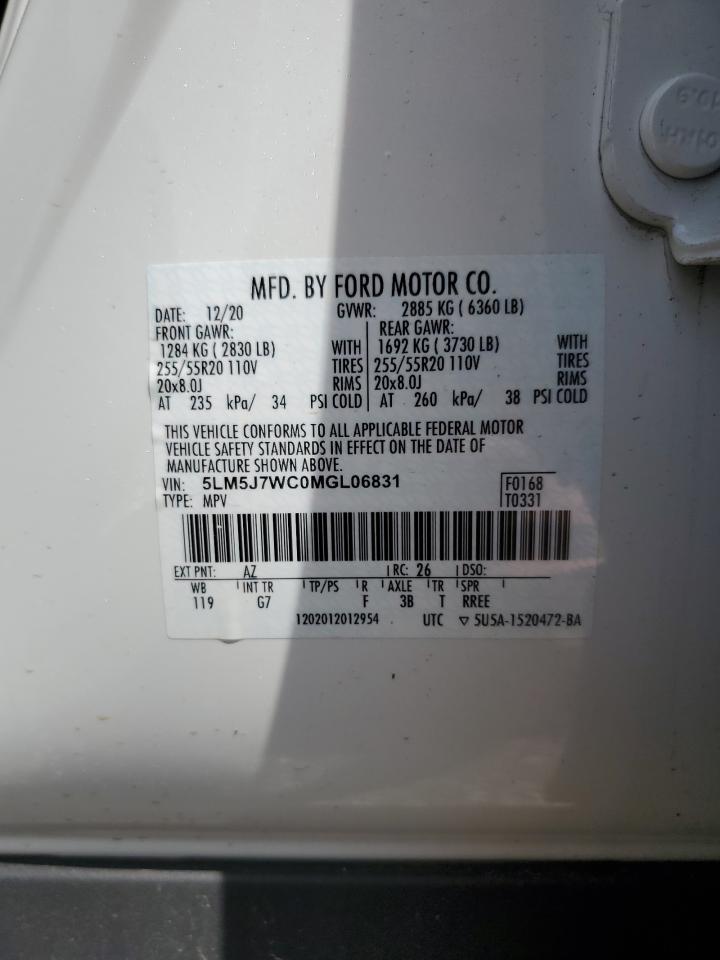 MFD. BY FORD MOTOR CO.
DATE: 12/20 GVWR: 2885 KG ( 6360 LB)
FRONT GAWR: REAR GAWR:
1284 KG ( 2830 LB) WITH 1692 KG ( 3730 LB) WITH
255/55R20 110V TIRES 255/55R20 110V TIRES
20x8.0J RIMS 20x8.0J RIMS
AT 235 kPa/ 34 PSI COLD AT 260 kPa/ 38 PSI COLD
THIS VEHICLE CONFORMS TO ALL APPLICABLE FEDERAL MOTOR
VEHICLE SAFETY STANDARDS IN EFFECT ON THE DATE OF
MANUFACTURE SHOWN ABOVE.
VIN: 5LM5J7WC0MGL06831 F0168
TYPE: MPV T0331
EXT PNT: AZ RC: 26 DSO:
WB INT TR TP/PS R AXLE TR SPR
119 G7 F 3B T RREE
1202012012954 UTC ▽ 5U5A-1520472-BA
10.9